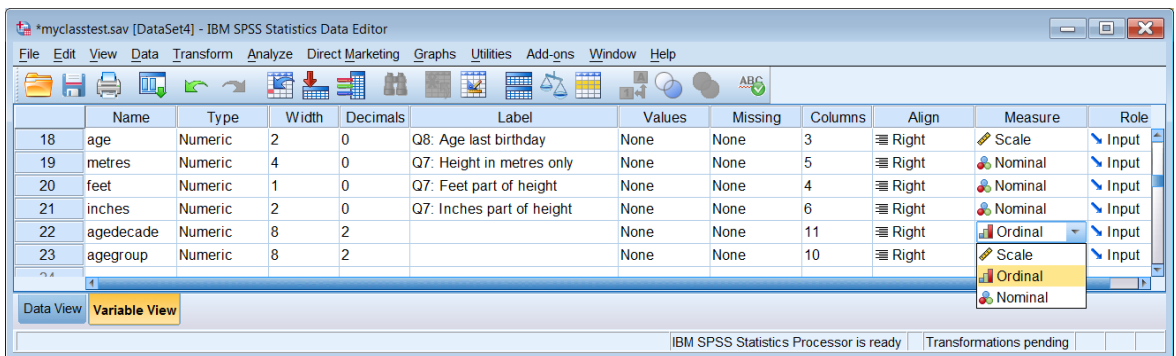 *myclasstest.sav [DataSet4] - IBM SPSS Statistics Data Editor
File Edit View Data Transform Analyze Direct Marketing Graphs Utilities Add-ons Window Help
Name Type Width Decimals Label Values Missing Columns Align Measure Role
18 age Numeric 2 0 Q8: Age last birthday None None 3 Right Scale Input
19 metres Numeric 4 0 Q7: Height in metres only None None 5 Right Nominal Input
20 feet Numeric 1 0 Q7: Feet part of height None None 4 Right Nominal Input
21 inches Numeric 2 0 Q7: Inches part of height None None 6 Right Nominal Input
22 agedecade Numeric 8 2 None None 11 Right Ordinal Input
23 agegroup Numeric 8 2 None None 10 Right Scale Input
Ordinal
Nominal
Data View Variable View
IBM SPSS Statistics Processor is ready Transformations pending